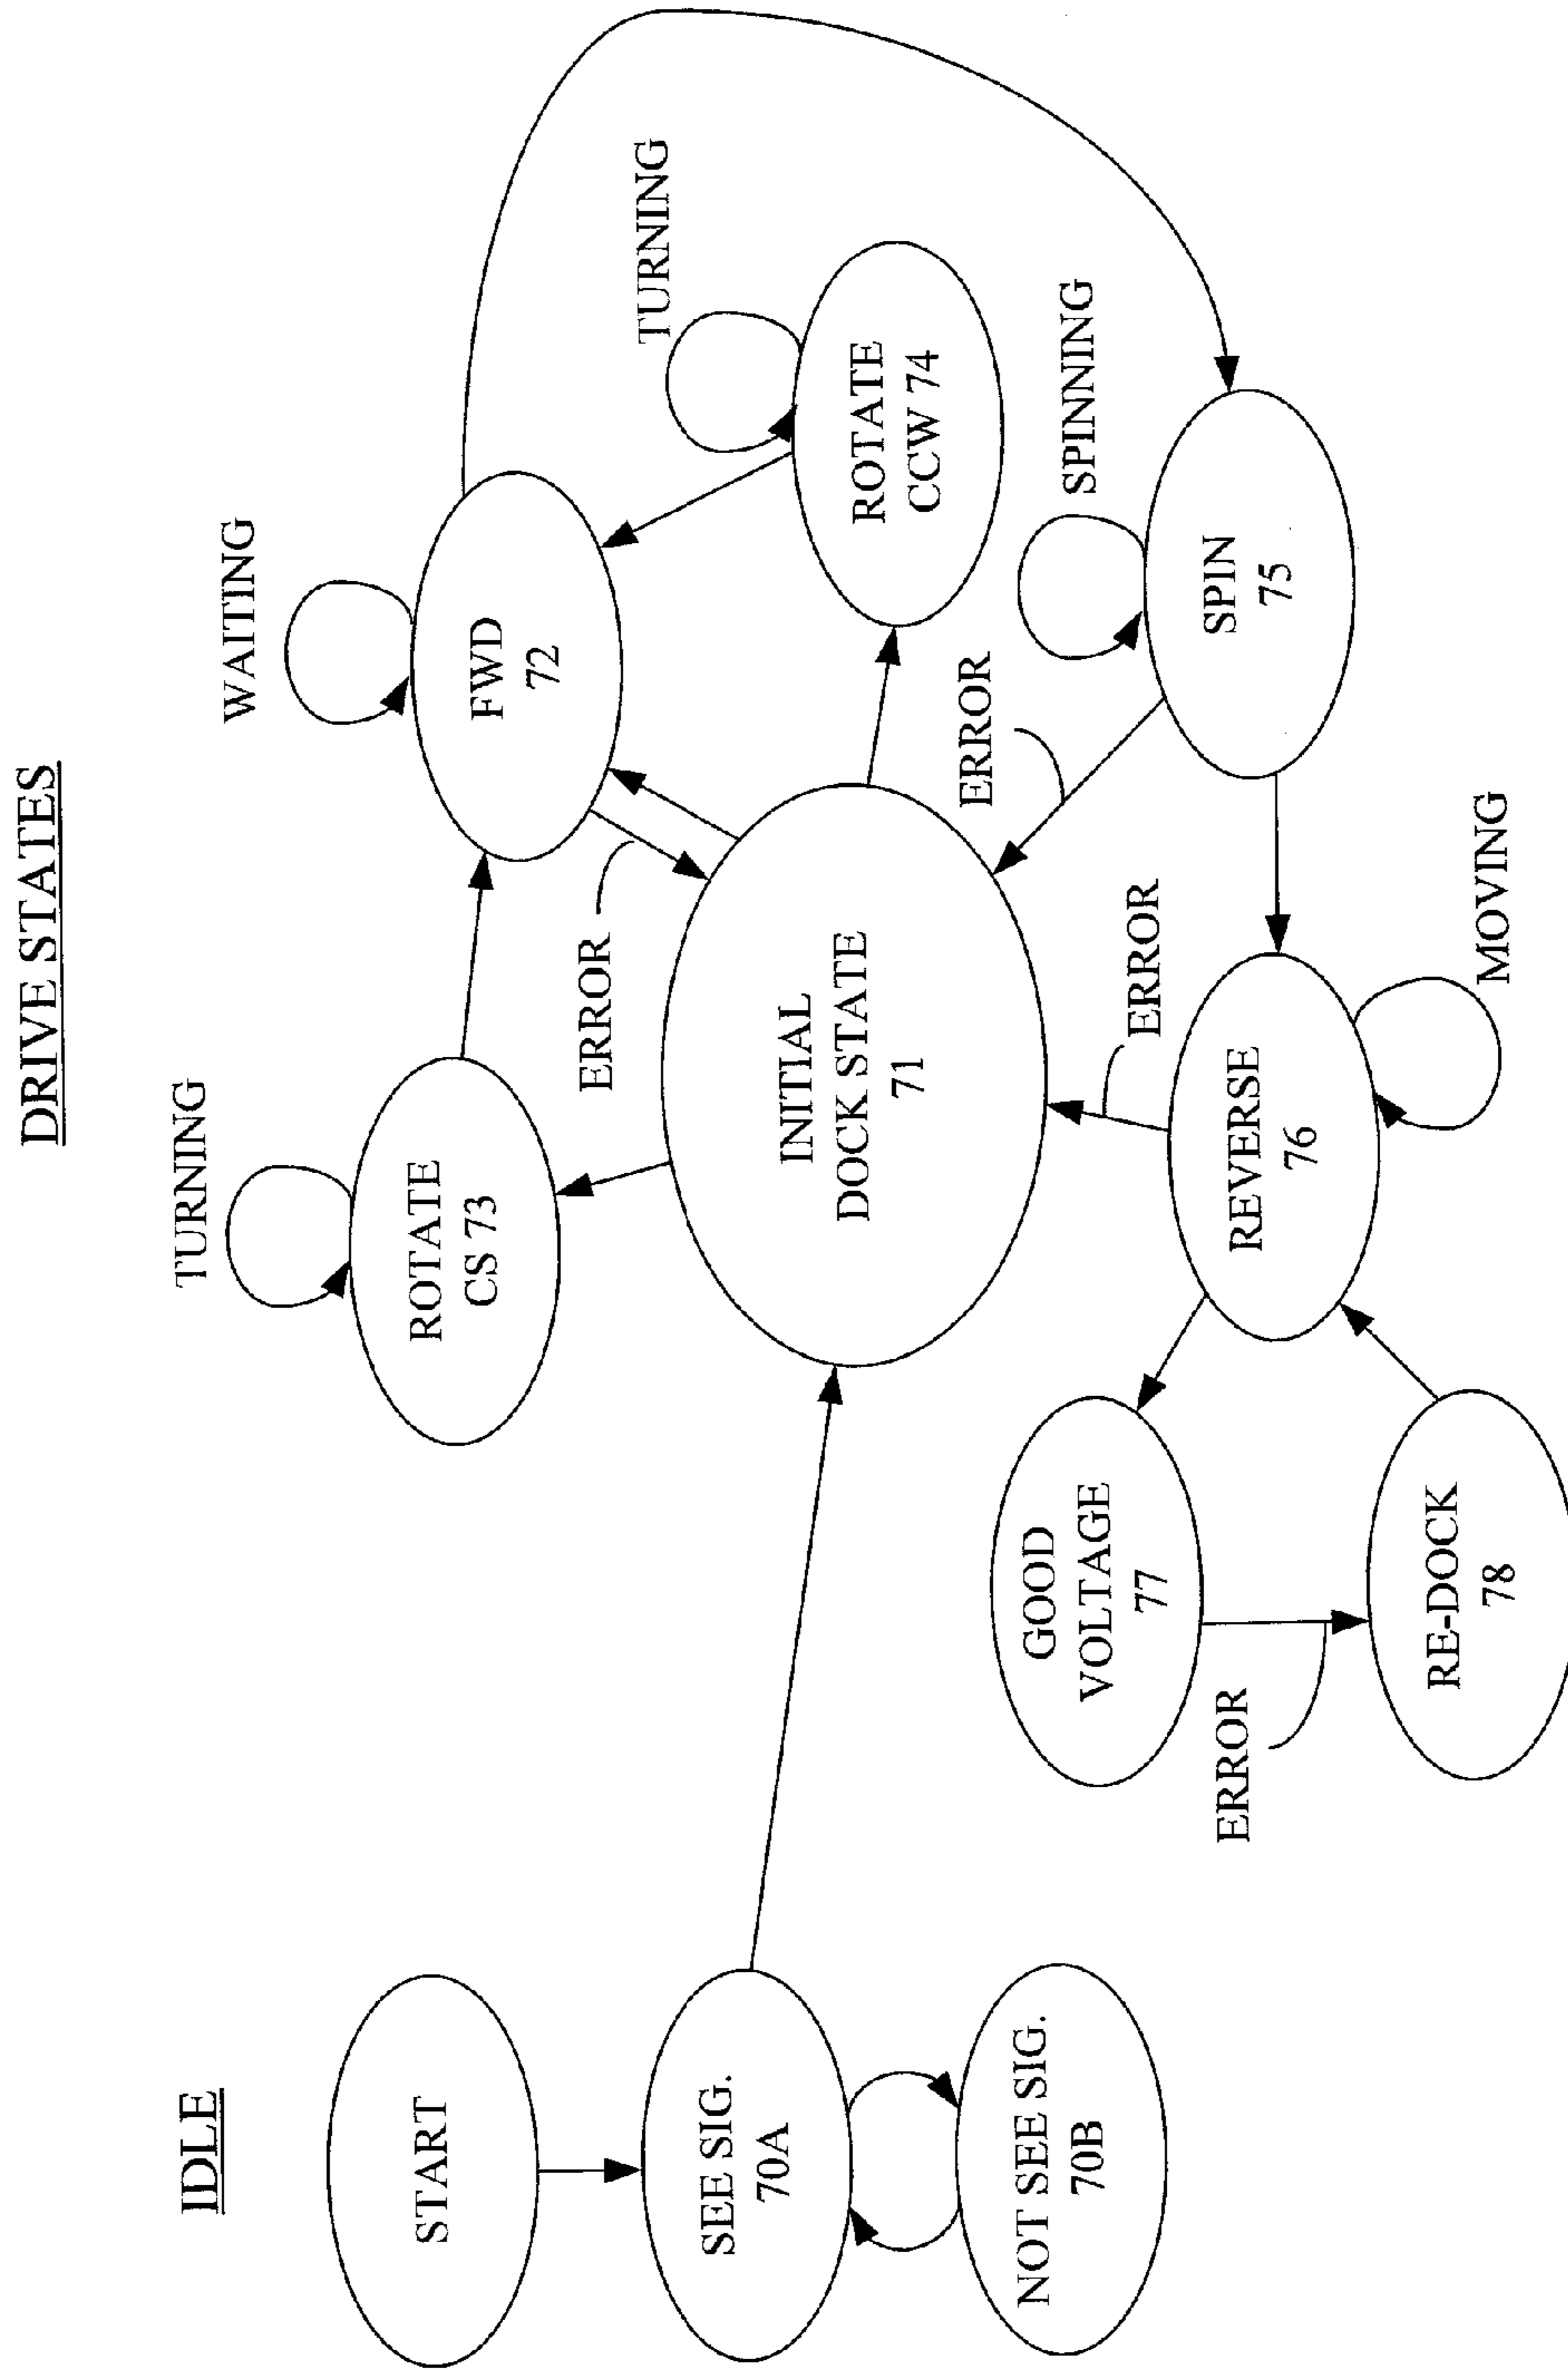 DRIVE STATES
IDLE
START
SEE SIG.
70A
NOT SEE SIG.
70B
TURNING
ROTATE
CS 73
WAITING
FWD
72
TURNING
ROTATE
CCW 74
ERROR
INITIAL
DOCK STATE
71
ERROR
SPINNING
SPIN
75
ERROR
REVERSE
76
MOVING
GOOD
VOLTAGE
77
ERROR
RE-DOCK
78